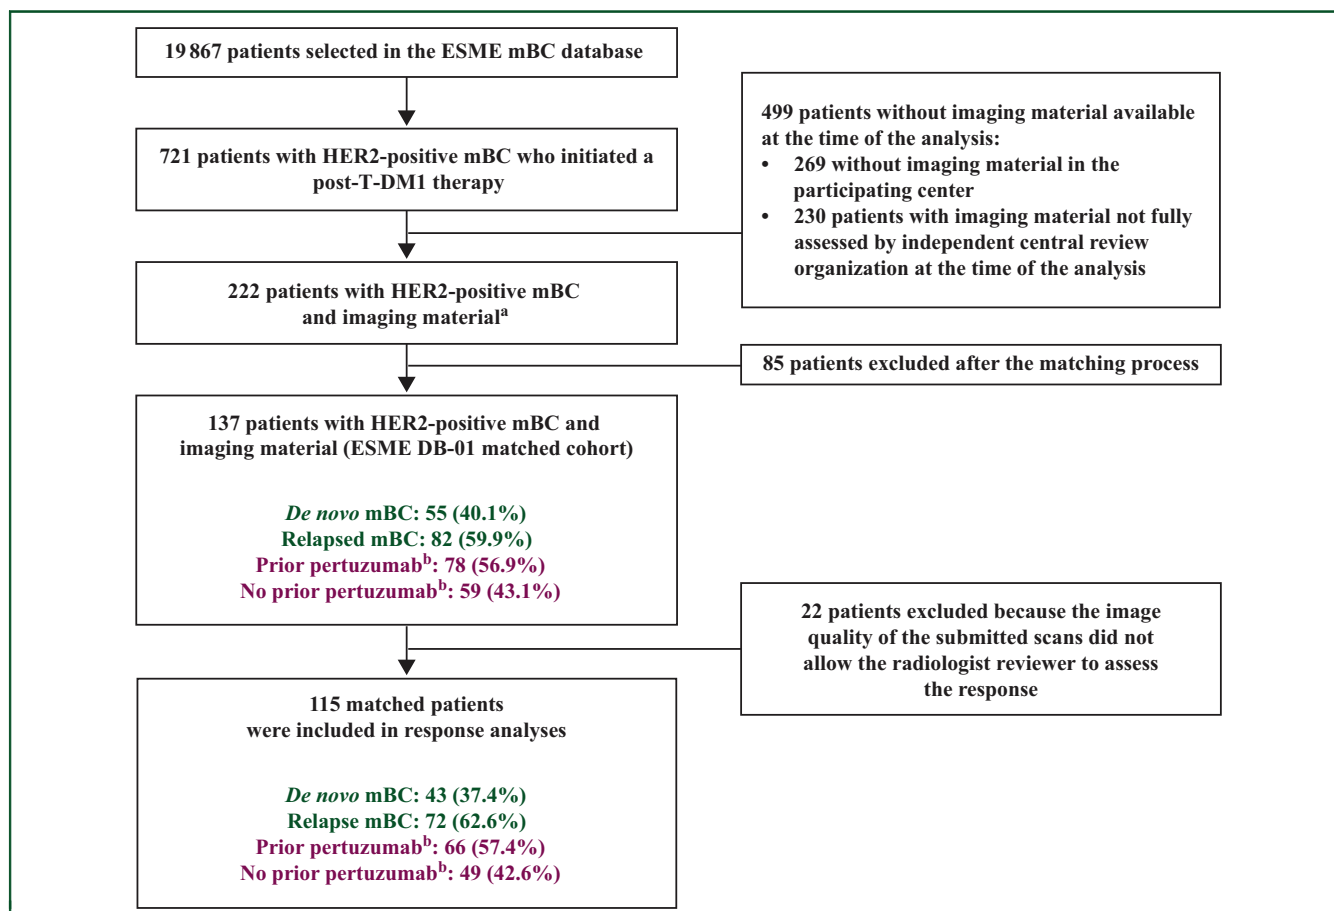 19 867 patients selected in the ESME mBC database
721 patients with HER2-positive mBC who initiated a
post-T-DM1 therapy
499 patients without imaging material available
at the time of the analysis:
• 269 without imaging material in the
participating center
• 230 patients with imaging material not fully
assessed by independent central review
organization at the time of the analysis
222 patients with HER2-positive mBC
and imaging materialᵃ
85 patients excluded after the matching process
137 patients with HER2-positive mBC and
imaging material (ESME DB-01 matched cohort)
De novo mBC: 55 (40.1%)
Relapsed mBC: 82 (59.9%)
Prior pertuzumabᵇ: 78 (56.9%)
No prior pertuzumabᵇ: 59 (43.1%)
22 patients excluded because the image
quality of the submitted scans did not
allow the radiologist reviewer to assess
the response
115 matched patients
were included in response analyses
De novo mBC: 43 (37.4%)
Relapse mBC: 72 (62.6%)
Prior pertuzumabᵇ: 66 (57.4%)
No prior pertuzumabᵇ: 49 (42.6%)